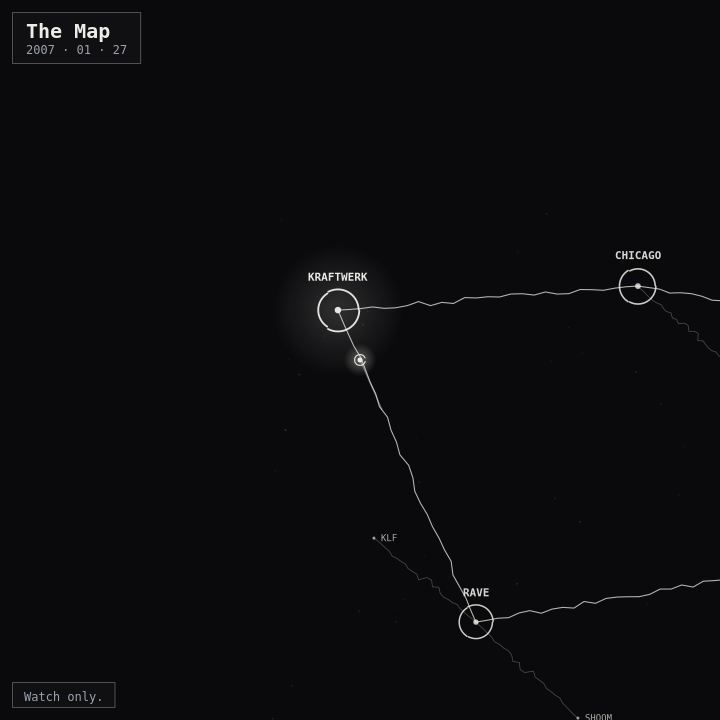 The Map
2007 · 01 · 27
CHICAGO
KRAFTWERK
KLF
RAVE
Watch only.
SHOOM